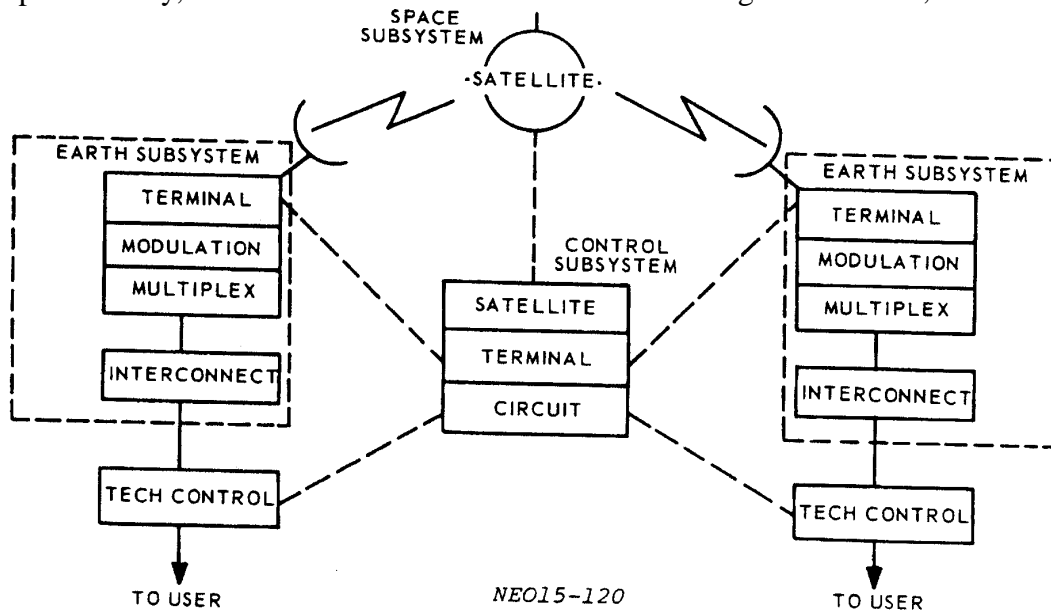 SPACE
SUBSYSTEM
SATELLITE
EARTH SUBSYSTEM
TERMINAL
MODULATION
MULTIPLEX
INTERCONNECT
TECH CONTROL
TO USER
CONTROL
SUBSYSTEM
SATELLITE
TERMINAL
CIRCUIT
EARTH SUBSYSTEM
TERMINAL
MODULATION
MULTIPLEX
INTERCONNECT
TECH CONTROL
TO USER
NEO15-120